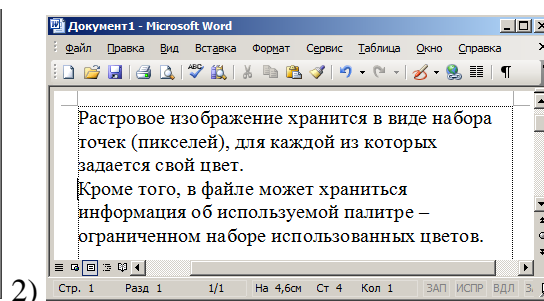 Документ1 - Microsoft Word
Файл Правка Вид Вставка Формат Сервис Таблица Окно Справка
Растровое изображение хранится в виде набора
точек (пикселей), для каждой из которых
задается свой цвет.
Кроме того, в файле может храниться
информация об используемой палитре –
ограниченном наборе использованных цветов.
Стр. 1 Разд 1 1/1 На 4,6см Ст 4 Кол 1 ЗАП ИСПР ВДЛ
2)